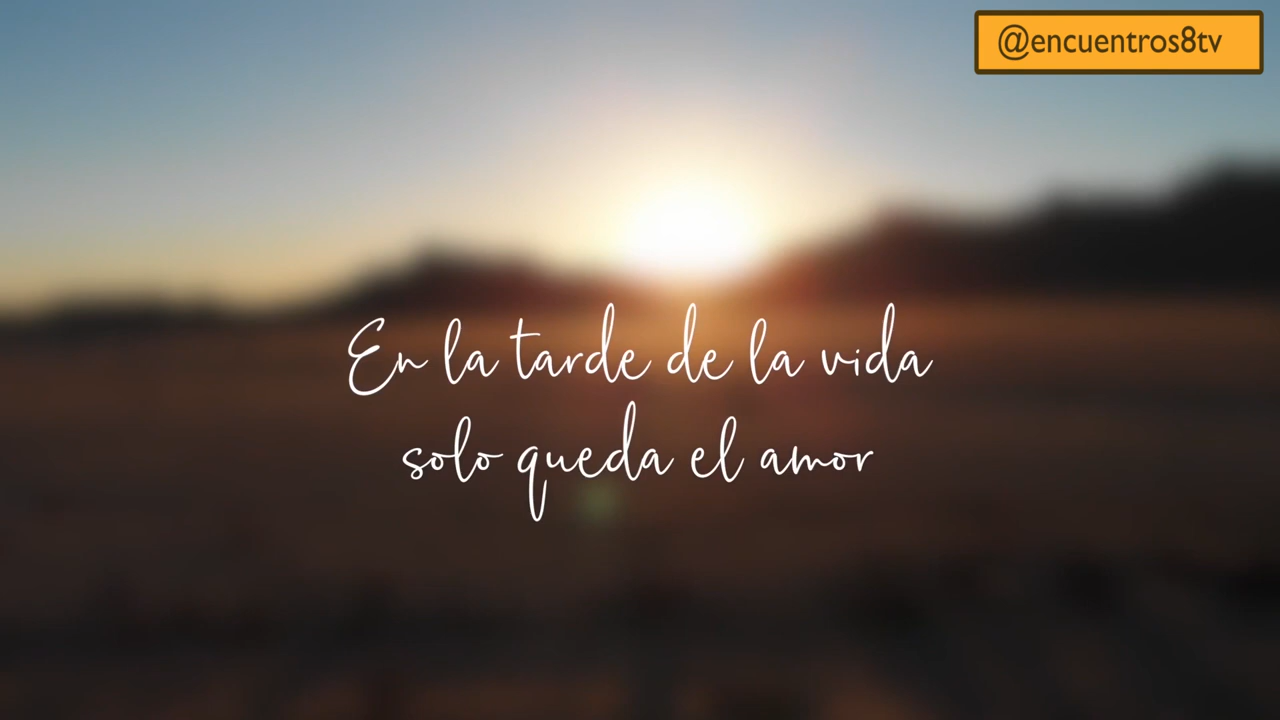 @encuentros8tv
En la tarde de la vida
solo queda el amor